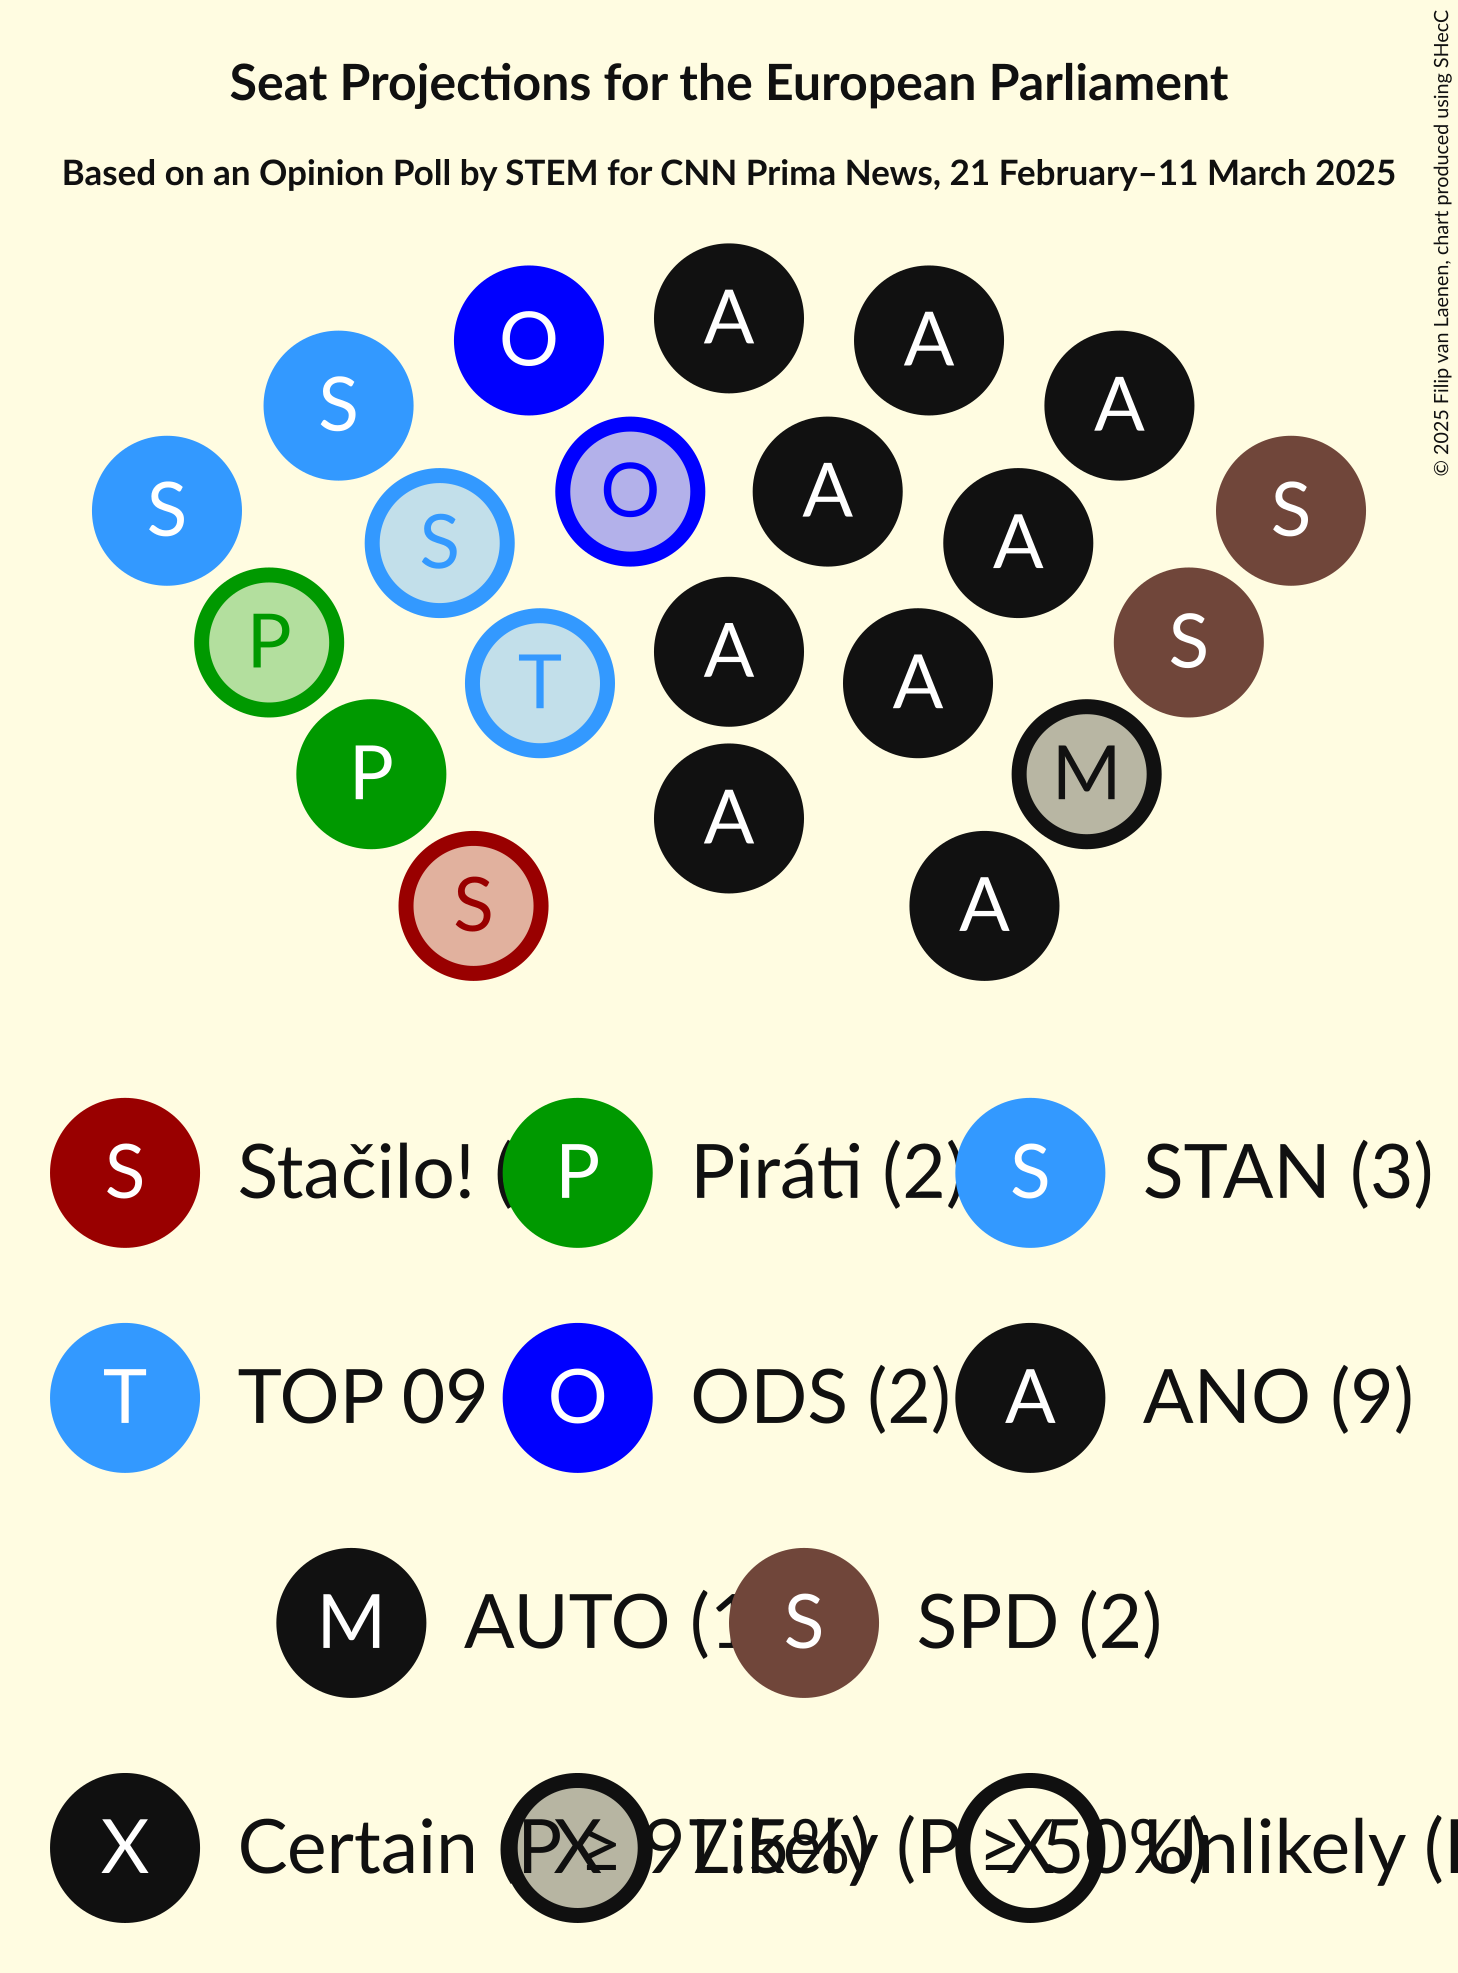 Seat Projections for the European Parliament
Based on an Opinion Poll by STEM for CNN Prima News, 21 February–11 March 2025
© 2025 Filip van Laenen, chart produced using SHecC
O A A A
S S
S O A A S
P S
S T A A
P M
A
S A
S Stačilo! ( P Piráti (2) S STAN (3)
T TOP 09 O ODS (2) A ANO (9)
M AUTO (1 S SPD (2)
X Certain (P ≥ 97.5%) X Likely (P ≥ 50%) X Unlikely (